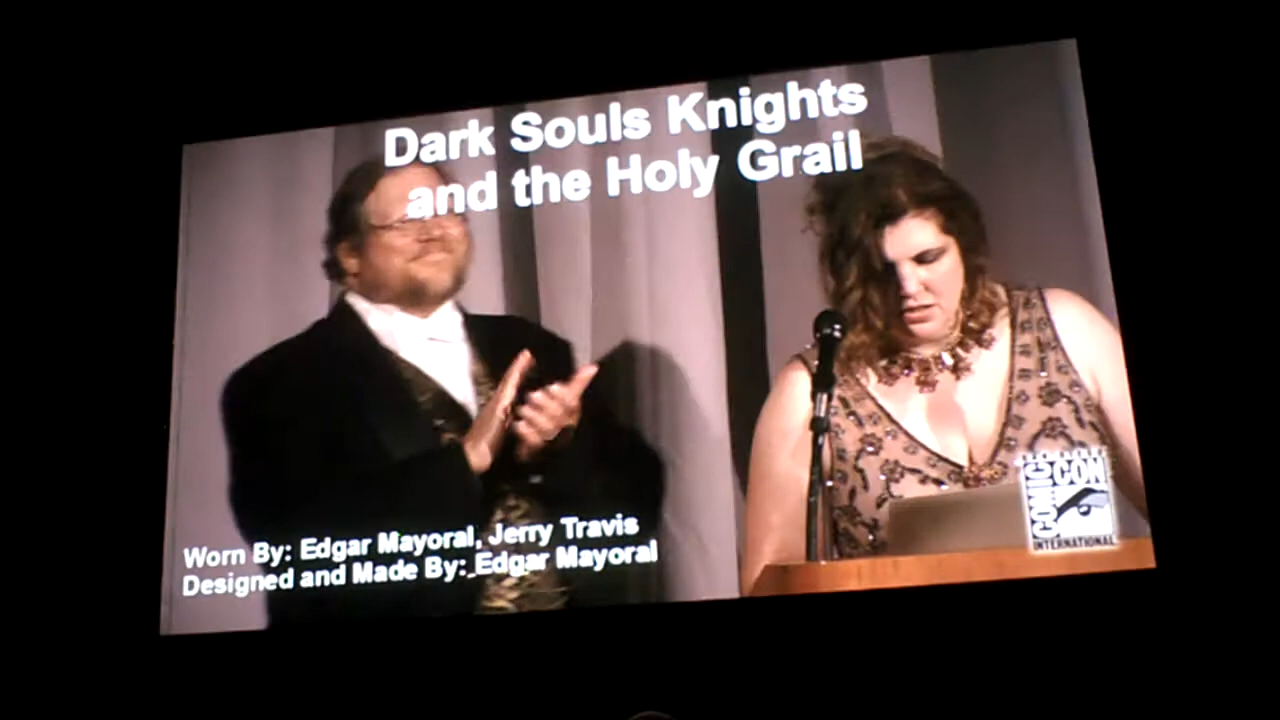 Dark Souls Knights
and the Holy Grail
Worn By: Edgar Mayoral, Jerry Travis
Designed and Made By: Edgar Mayoral
COMIC
CON
INTERNATIONAL